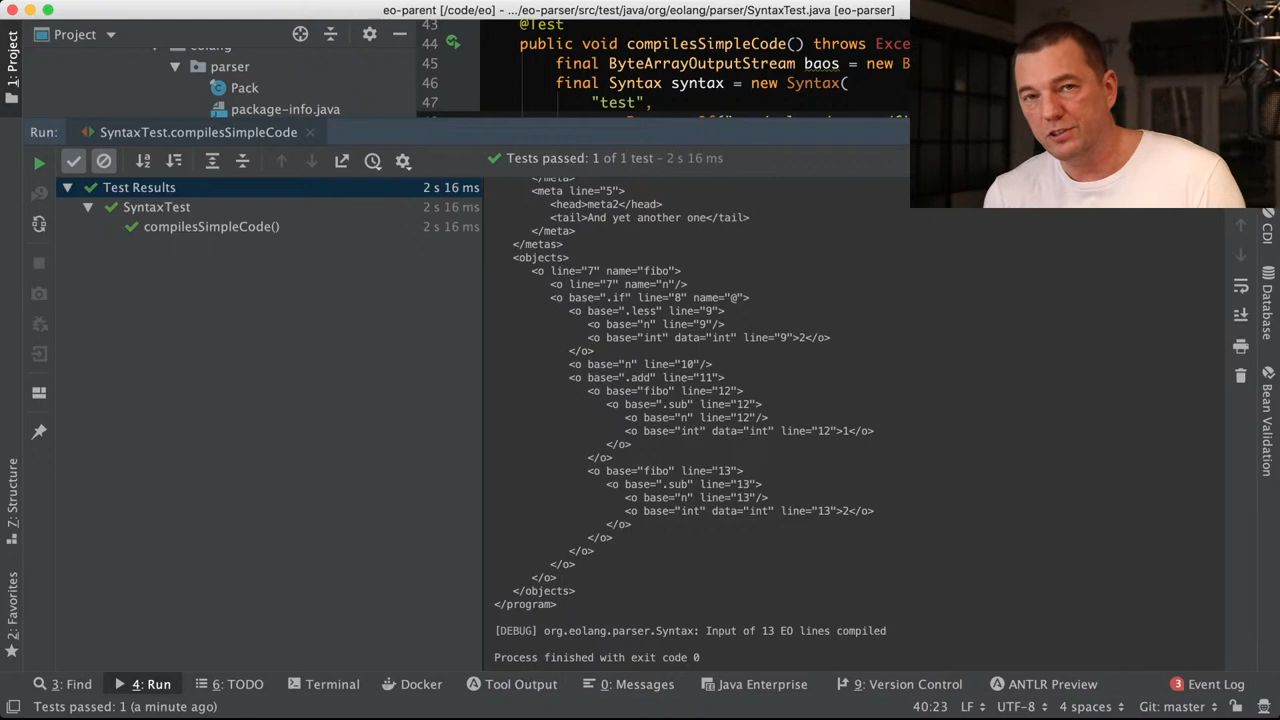 eo-parent [/code/eo] – .../eo-parser/src/test/java/org/eolang/parser/SyntaxTest.java [eo-parser]
1: Project
Project
eolang
parser
Pack
package-info.java
43 @Test
44 public void compilesSimpleCode() throws Exce
45 final ByteArrayOutputStream baos = new B
46 final Syntax syntax = new Syntax(
47 "test",
Run: SyntaxTest.compilesSimpleCode
Tests passed: 1 of 1 test – 2 s 16 ms
Test Results 2 s 16 ms
SyntaxTest 2 s 16 ms
compilesSimpleCode() 2 s 16 ms
</meta>
<meta line="5">
<head>meta2</head>
<tail>And yet another one</tail>
</meta>
</metas>
<objects>
<o line="7" name="fibo">
<o line="7" name="n"/>
<o base=".if" line="8" name="@">
<o base=".less" line="9">
<o base="n" line="9"/>
<o base="int" data="int" line="9">2</o>
</o>
<o base="n" line="10"/>
<o base=".add" line="11">
<o base="fibo" line="12">
<o base=".sub" line="12">
<o base="n" line="12"/>
<o base="int" data="int" line="12">1</o>
</o>
</o>
<o base="fibo" line="13">
<o base=".sub" line="13">
<o base="n" line="13"/>
<o base="int" data="int" line="13">2</o>
</o>
</o>
</o>
</o>
</o>
</objects>
</program>
[DEBUG] org.eolang.parser.Syntax: Input of 13 EO lines compiled
Process finished with exit code 0
CDI
Database
Bean Validation
7: Structure
2: Favorites
3: Find
4: Run
6: TODO
Terminal
Docker
Tool Output
0: Messages
Java Enterprise
9: Version Control
ANTLR Preview
3 Event Log
Tests passed: 1 (a minute ago)
40:23 LF UTF-8 4 spaces Git: master